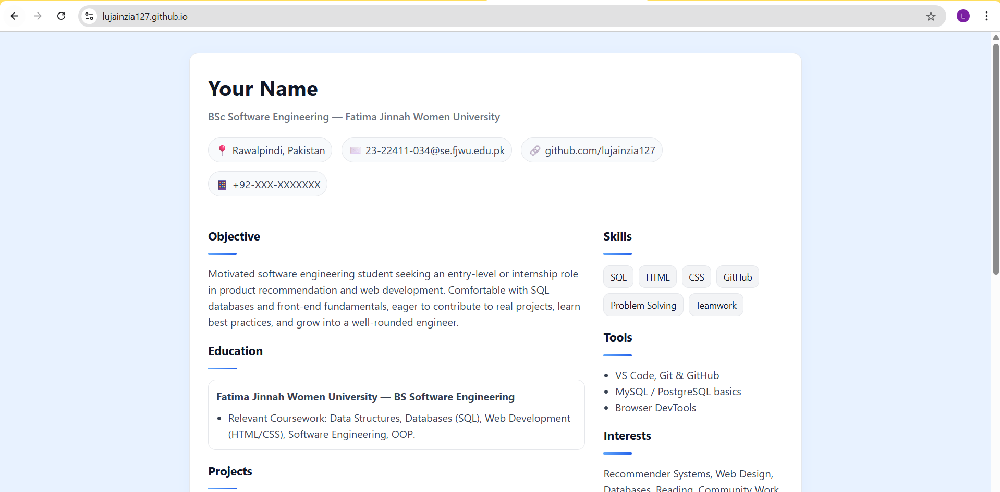 lujainzia127.github.io
L
Your Name
BSc Software Engineering — Fatima Jinnah Women University
Rawalpindi, Pakistan
23-22411-034@se.fjwu.edu.pk
github.com/lujainzia127
+92-XXX-XXXXXXX
Objective
Motivated software engineering student seeking an entry-level or internship role
in product recommendation and web development. Comfortable with SQL
databases and front-end fundamentals, eager to contribute to real projects, learn
best practices, and grow into a well-rounded engineer.
Education
Fatima Jinnah Women University — BS Software Engineering
• Relevant Coursework: Data Structures, Databases (SQL), Web Development
(HTML/CSS), Software Engineering, OOP.
Projects
Skills
SQL
HTML
CSS
GitHub
Problem Solving
Teamwork
Tools
• VS Code, Git & GitHub
• MySQL / PostgreSQL basics
• Browser DevTools
Interests
Recommender Systems, Web Design,
Databases, Reading, Community Work